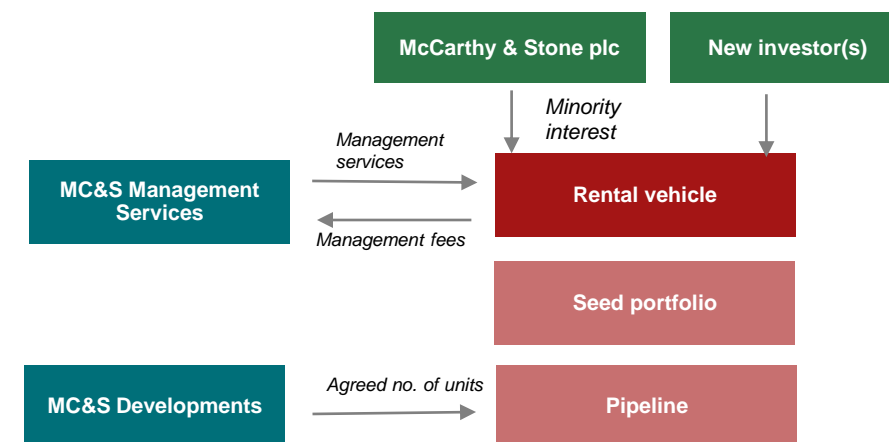 McCarthy & Stone plc
New investor(s)
Minority
interest
Management
services
MC&S Management
Services
Rental vehicle
Management fees
Seed portfolio
MC&S Developments
Agreed no. of units
Pipeline